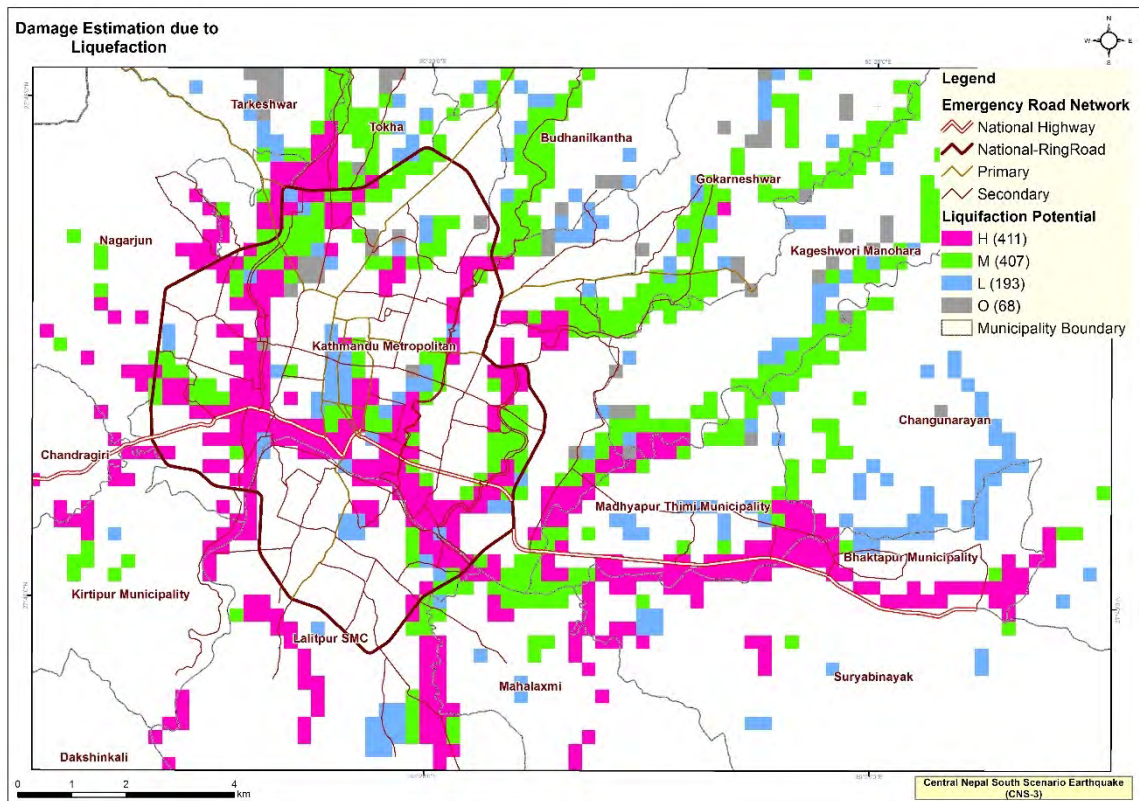 Damage Estimation due to
Liquefaction
N
W
E
S
Legend
Emergency Road Network
National Highway
National-RingRoad
Primary
Secondary
Liquifaction Potential
H (411)
M (407)
L (193)
O (68)
Municipality Boundary
Tarkeshwar
Tokha
Budhanilkantha
Gokarneshwar
Nagarjun
Kageshwori Manohara
Kathmandu Metropolitan
Changunarayan
Chandragiri
Madhyapur Thimi Municipality
Bhaktapur Municipality
Kirtipur Municipality
Lalitpur SMC
Mahalaxmi
Suryabinayak
Dakshinkali
0 1 2 4
km
Central Nepal South Scenario Earthquake
(CNS-3)